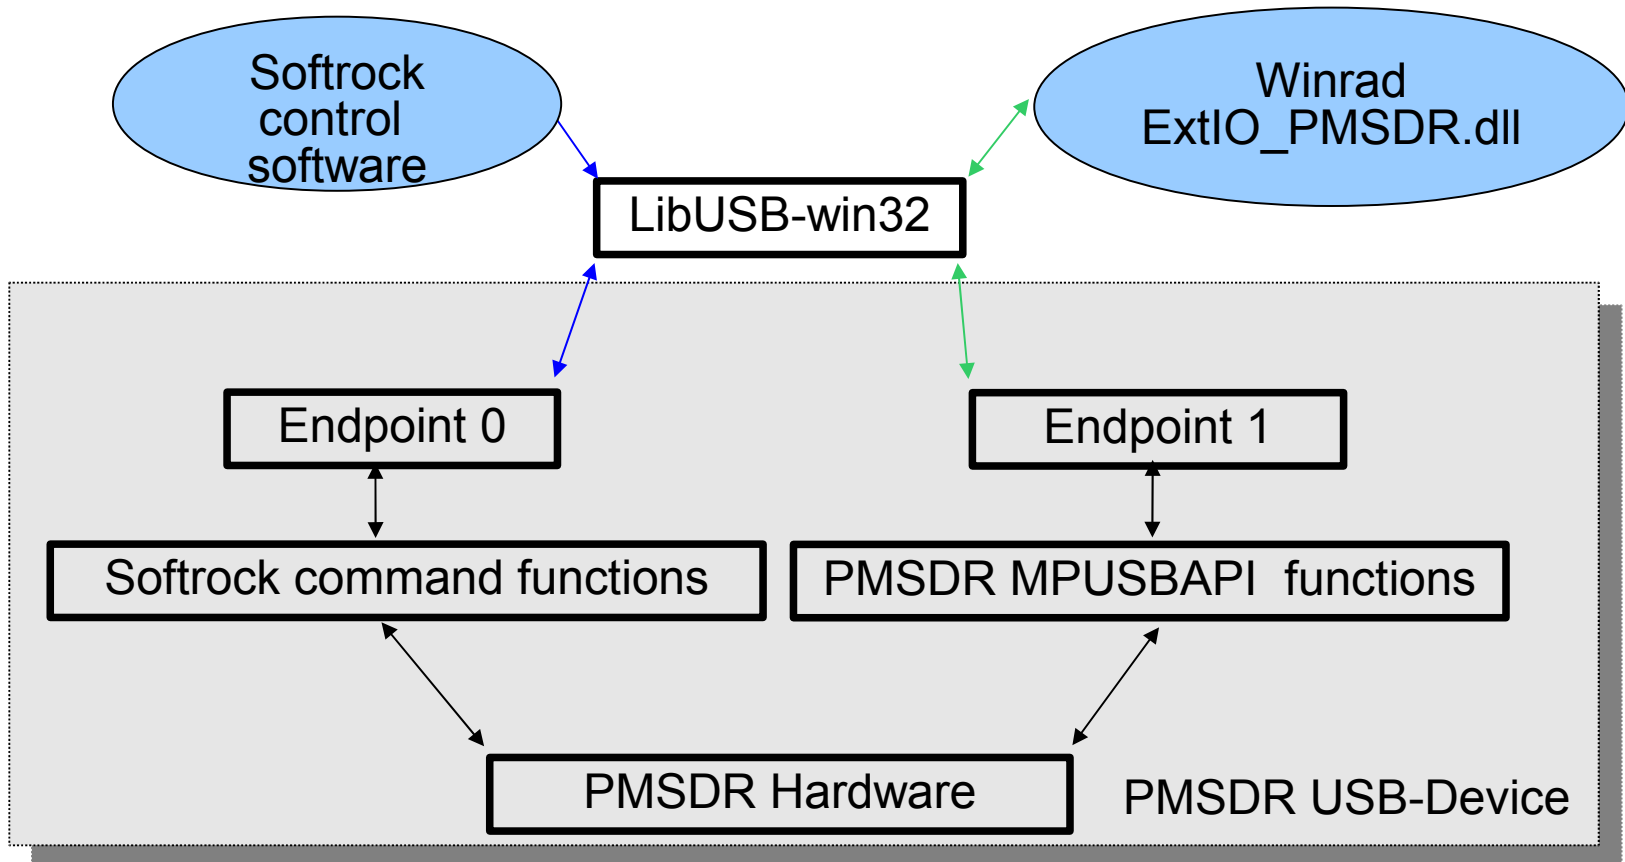 Softrock
control
software
Winrad
ExtIO_PMSDR.dll
LibUSB-win32
Endpoint 0
Endpoint 1
Softrock command functions
PMSDR MPUSBAPI  functions
PMSDR Hardware
PMSDR USB-Device